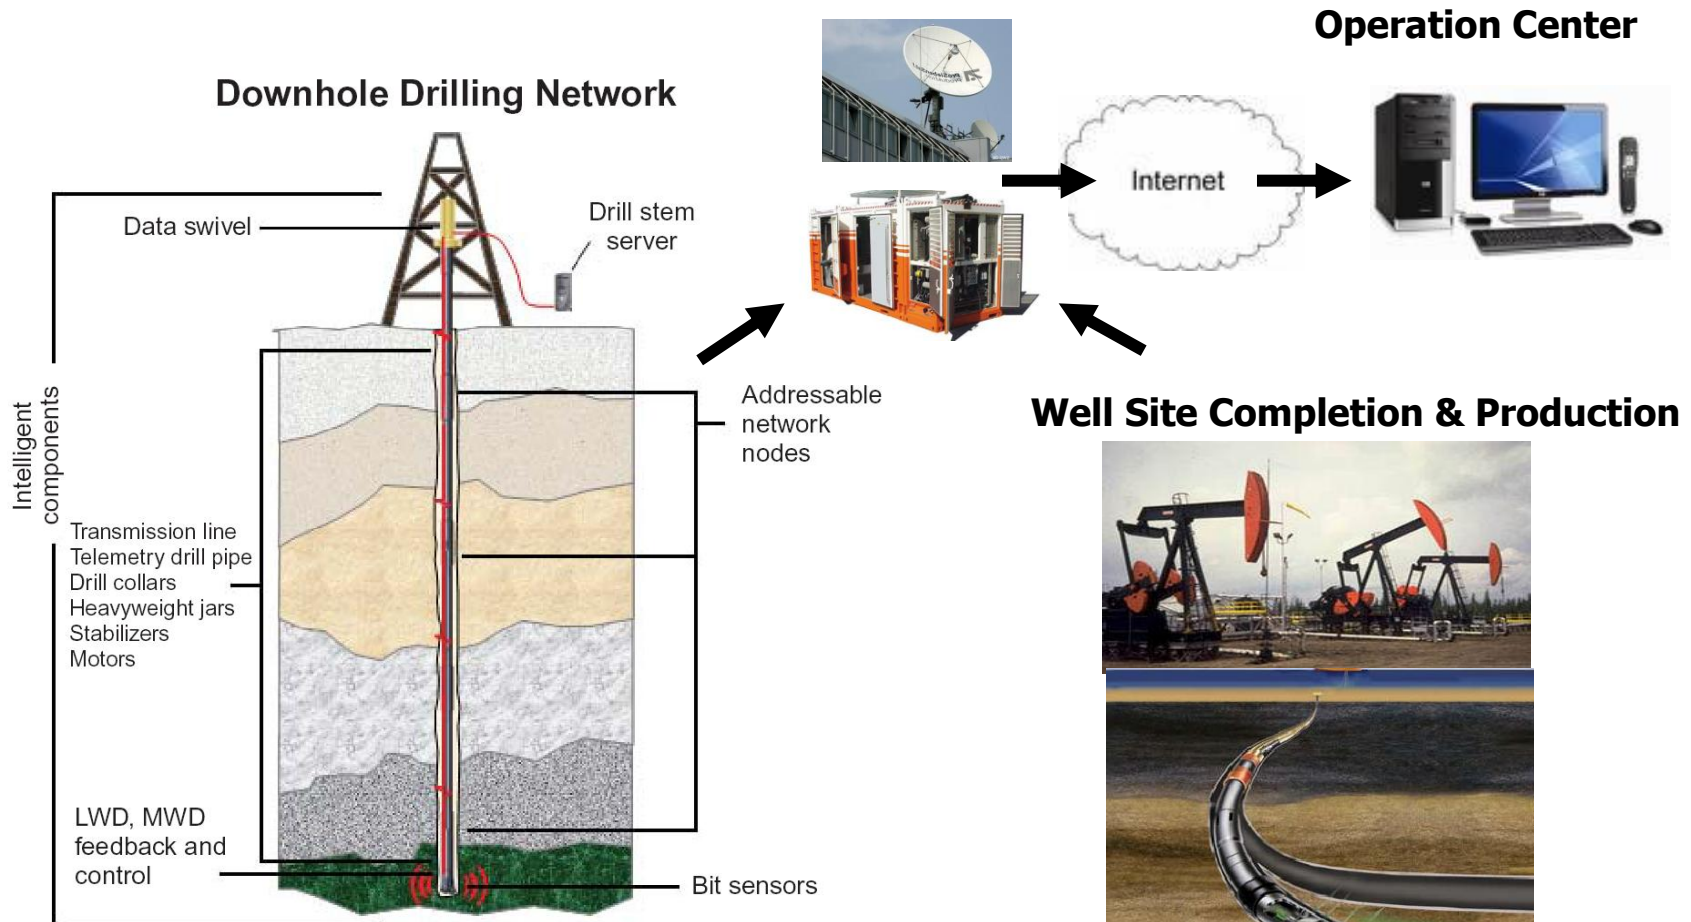 Operation Center
Downhole Drilling Network
Internet
Data swivel
Drill stem
server
Addressable
network
nodes
Well Site Completion & Production
Intelligent
components
Transmission line
Telemetry drill pipe
Drill collars
Heavyweight jars
Stabilizers
Motors
LWD, MWD
feedback and
control
Bit sensors